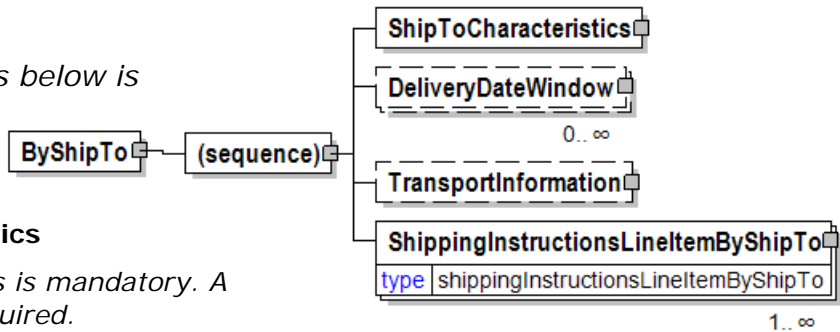 s below is
ics
s is mandatory. A
uired.
ByShipTo
(sequence)
ShipToCharacteristics
DeliveryDateWindow
0.. ∞
TransportInformation
ShippingInstructionsLineItemByShipTo
type shippingInstructionsLineItemByShipTo
1.. ∞